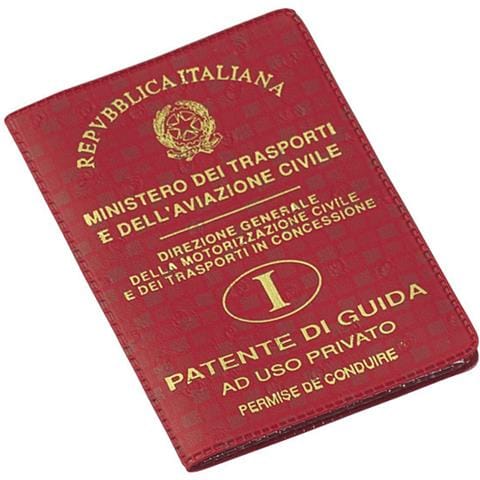 REPVBBLICA ITALIANA
MINISTERO DEI TRASPORTI
E DELL'AVIAZIONE CIVILE
DIREZIONE GENERALE
DELLA MOTORIZZAZIONE CIVILE
E DEI TRASPORTI IN CONCESSIONE
I
PATENTE DI GUIDA
AD USO PRIVATO
PERMISE DE CONDUIRE